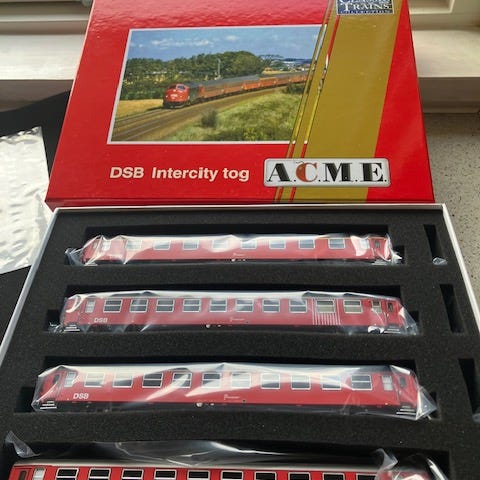 TRAINS
DSB Intercity tog
A.C.M.E.
DSB
DSB